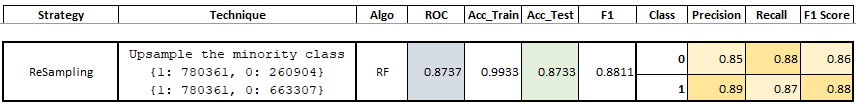 Strategy Technique Algo ROC Acc_Train Acc_Test F1 Class Precision Recall F1 Score
Upsample the minority class
0 0.85 0.88 0.86
ReSampling {1: 780361, 0: 260904} RF 0.8737 0.9933 0.8733 0.8811
{1: 780361, 0: 663307} 1 0.89 0.87 0.88